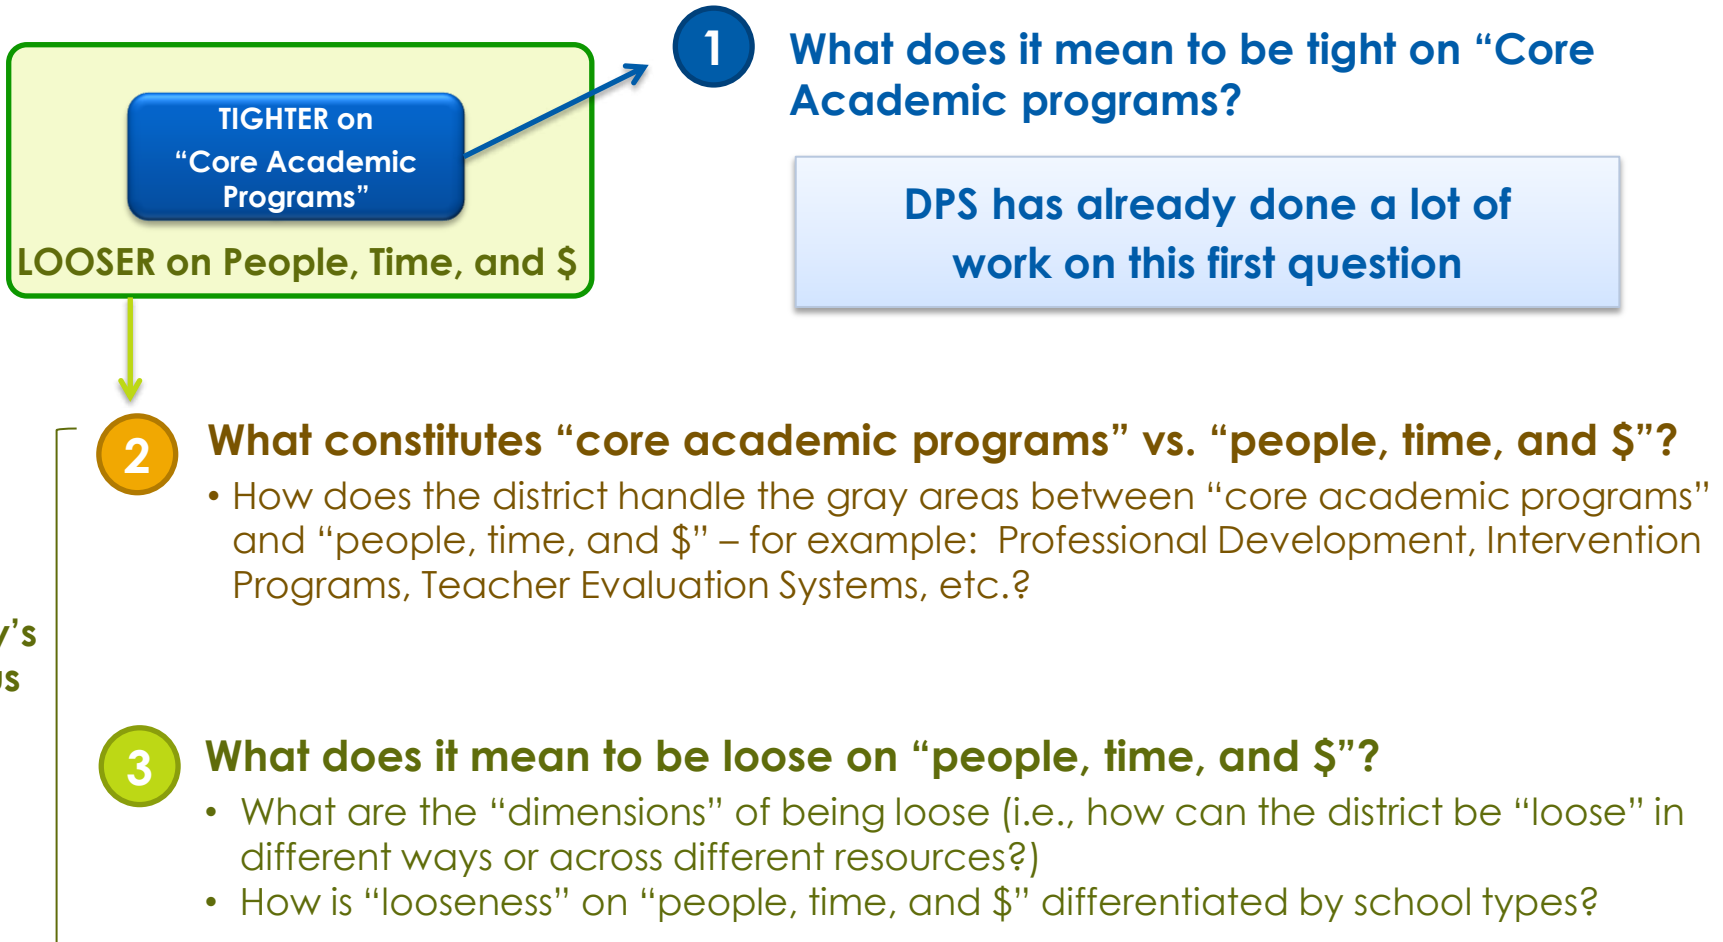 TIGHTER on
“Core Academic
Programs”
LOOSER on People, Time, and $
1
What does it mean to be tight on “Core
Academic programs?
DPS has already done a lot of
work on this first question
2
What constitutes “core academic programs” vs. “people, time, and $”?
• How does the district handle the gray areas between “core academic programs”
and “people, time, and $” – for example: Professional Development, Intervention
Programs, Teacher Evaluation Systems, etc.?
3
What does it mean to be loose on “people, time, and $”?
• What are the “dimensions” of being loose (i.e., how can the district be “loose” in
different ways or across different resources?)
• How is “looseness” on “people, time, and $” differentiated by school types?